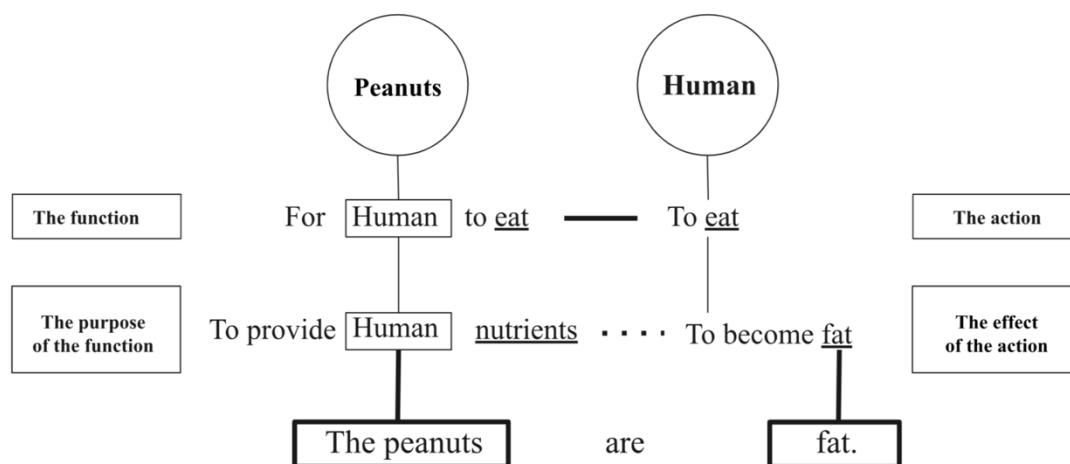 Peanuts Human
The function For Human to eat To eat The action
The purpose
of the function To provide Human nutrients To become fat The effect
of the action
The peanuts are fat.